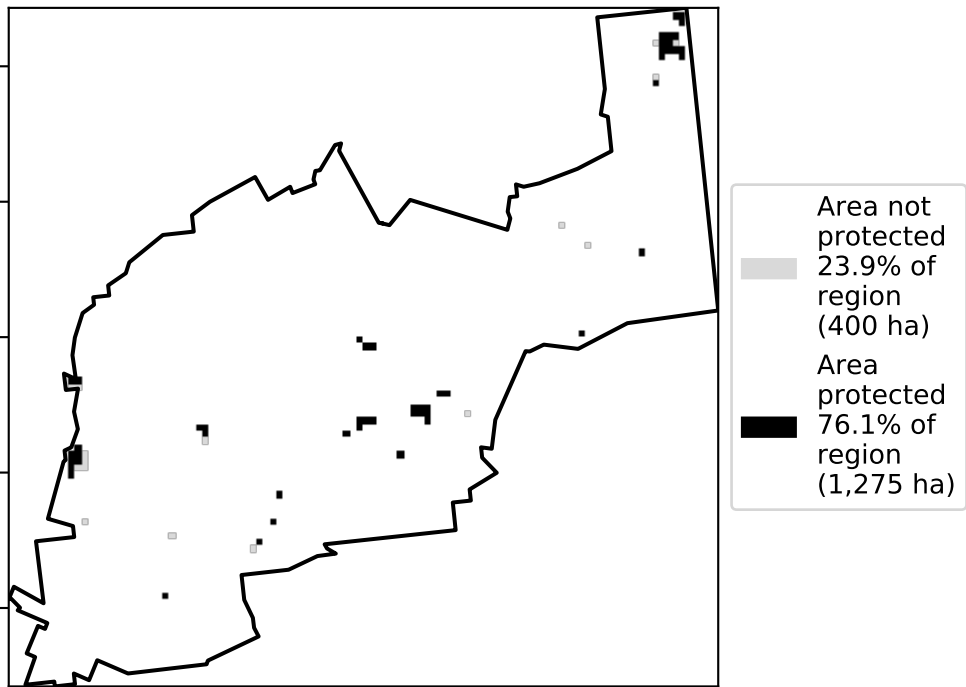 Area not
protected
23.9% of
region
(400 ha)
Area
protected
76.1% of
region
(1,275 ha)